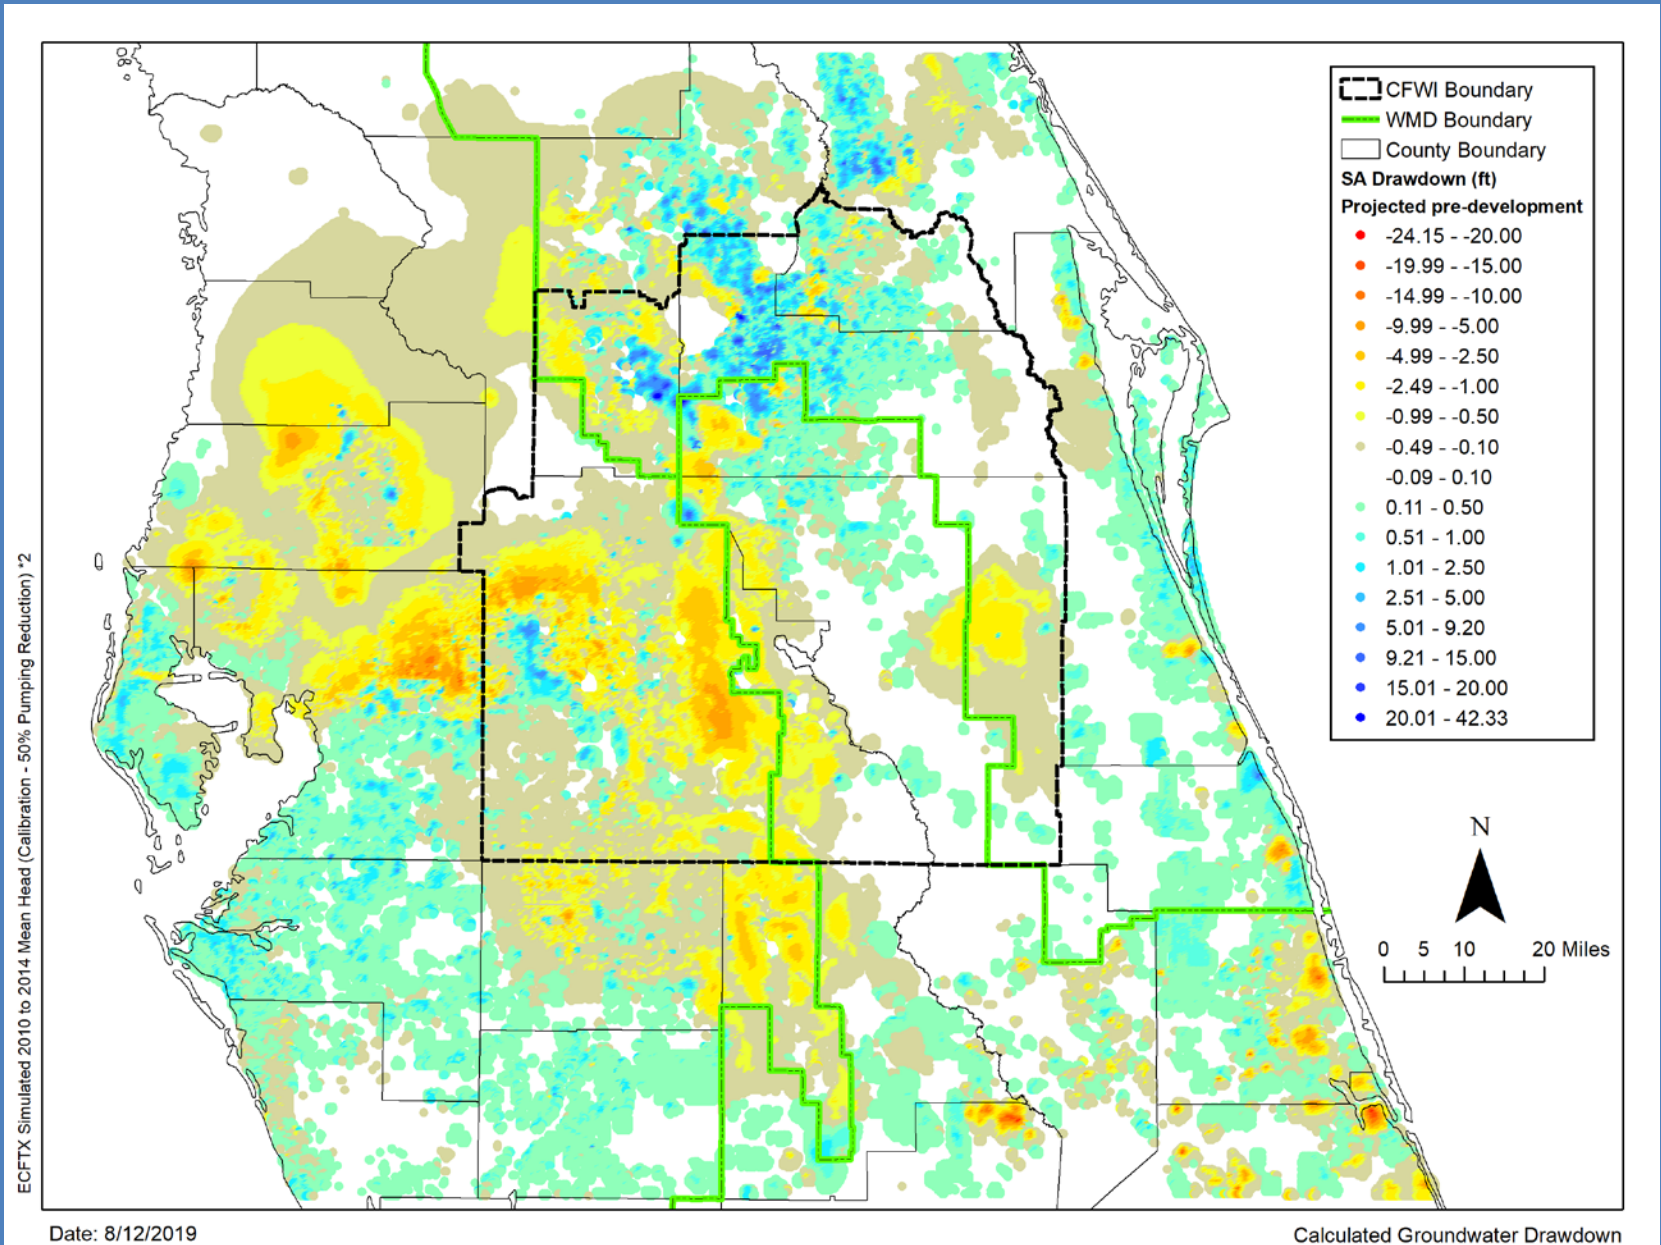 CFWI Boundary
WMD Boundary
County Boundary
SA Drawdown (ft)
Projected pre-development
-24.15 - -20.00
-19.99 - -15.00
-14.99 - -10.00
-9.99 - -5.00
-4.99 - -2.50
-2.49 - -1.00
-0.99 - -0.50
-0.49 - -0.10
-0.09 - 0.10
0.11 - 0.50
0.51 - 1.00
1.01 - 2.50
2.51 - 5.00
5.01 - 9.20
9.21 - 15.00
15.01 - 20.00
20.01 - 42.33
N
0 5 10 20 Miles
ECFTX Simulated 2010 to 2014 Mean Head (Calibration - 50% Pumping Reduction) *2
Date: 8/12/2019
Calculated Groundwater Drawdown